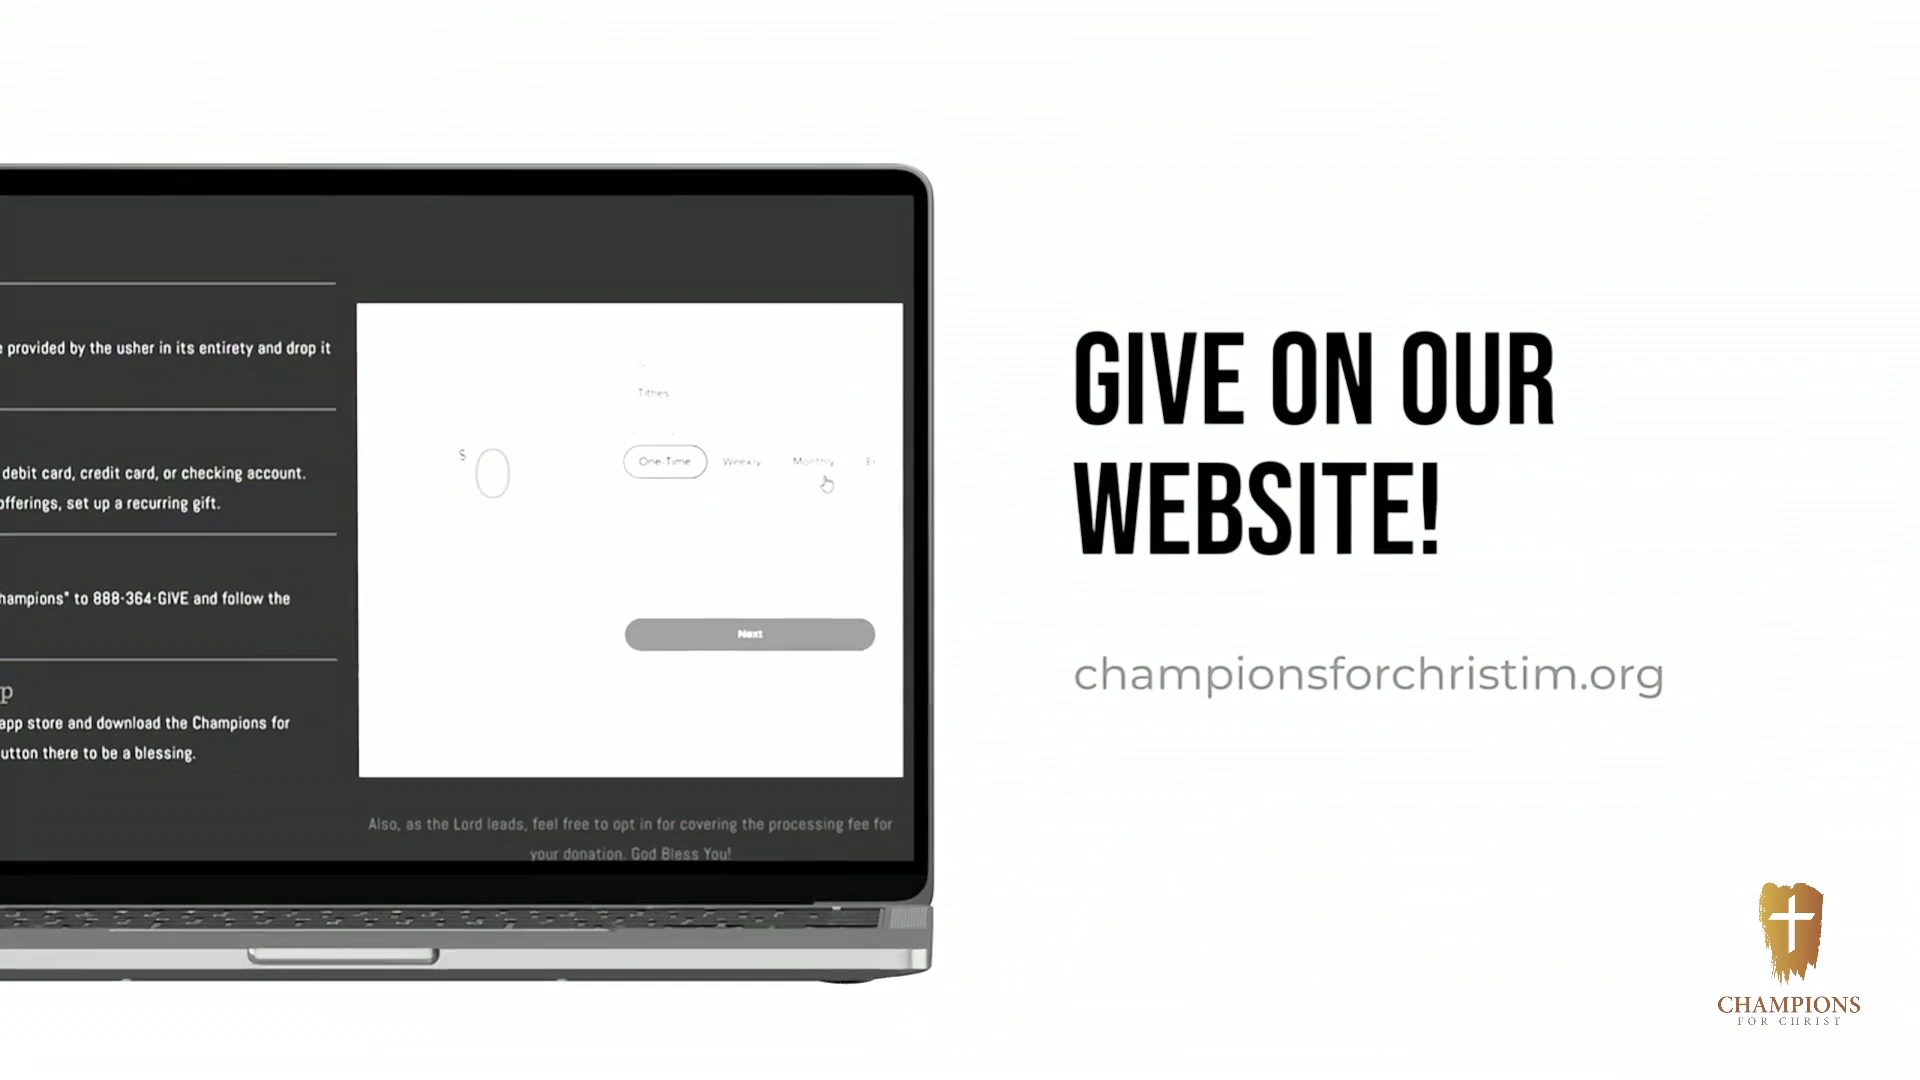 e provided by the usher in its entirety and drop it
debit card, credit card, or checking account.
offerings, set up a recurring gift.
hampions" to 888-364-GIVE and follow the
p
app store and download the Champions for
utton there to be a blessing.
Tithes
$ 0
One-Time Weekly Monthly
Next
Also, as the Lord leads, feel free to opt in for covering the processing fee for
your donation. God Bless You!
GIVE ON OUR
WEBSITE!
championsforchristim.org
CHAMPIONS
FOR CHRIST